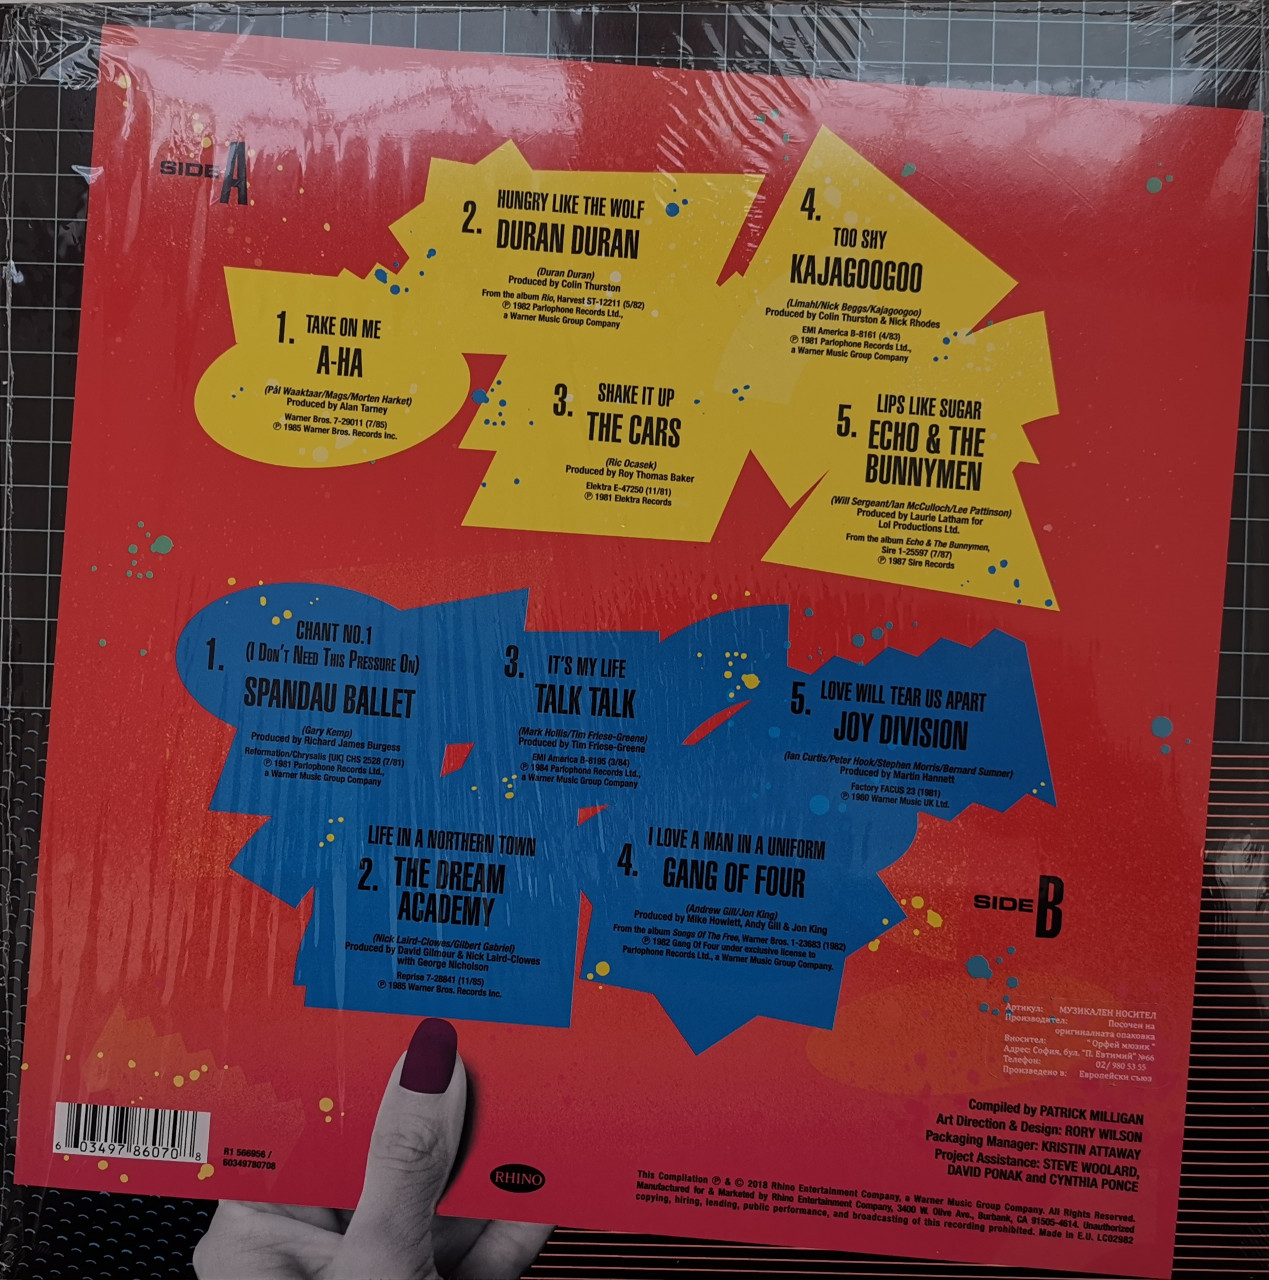 SIDE A
1. TAKE ON ME
A-HA
(Pål Waaktaar/Mags/Morten Harket)
Produced by Alan Tarney
Warner Bros. 7-29011 (7/85)
℗ 1985 Warner Bros. Records Inc.
2. HUNGRY LIKE THE WOLF
DURAN DURAN
(Duran Duran)
Produced by Colin Thurston
From the album Rio, Harvest ST-12211 (5/82)
℗ 1982 Parlophone Records Ltd.,
a Warner Music Group Company
3. SHAKE IT UP
THE CARS
(Ric Ocasek)
Produced by Roy Thomas Baker
Elektra E-47250 (11/81)
℗ 1981 Elektra Records
4.
TOO SHY
KAJAGOOGOO
(Limahl/Nick Beggs/Kajagoogoo)
Produced by Colin Thurston & Nick Rhodes
EMI America B-8161 (4/83)
℗ 1981 Parlophone Records Ltd.,
a Warner Music Group Company
5. LIPS LIKE SUGAR
ECHO & THE
BUNNYMEN
(Will Sergeant/Ian McCulloch/Lee Pattinson)
Produced by Laurie Latham for
Lol Productions Ltd.
From the album Echo & The Bunnymen,
Sire 1-25597 (7/87)
℗ 1987 Sire Records
1. CHANT NO.1
(I DON'T NEED THIS PRESSURE ON)
SPANDAU BALLET
(Gary Kemp)
Produced by Richard James Burgess
Reformation/Chrysalis [UK] CHS 2528 (7/81)
℗ 1981 Parlophone Records Ltd.,
a Warner Music Group Company
2. LIFE IN A NORTHERN TOWN
THE DREAM
ACADEMY
(Nick Laird-Clowes/Gilbert Gabriel)
Produced by David Gilmour & Nick Laird-Clowes
with George Nicholson
Reprise 7-28841 (11/85)
℗ 1985 Warner Bros. Records Inc.
3. IT'S MY LIFE
TALK TALK
(Mark Hollis/Tim Friese-Greene)
Produced by Tim Friese-Greene
EMI America B-8195 (3/84)
℗ 1984 Parlophone Records Ltd.,
a Warner Music Group Company
4. I LOVE A MAN IN A UNIFORM
GANG OF FOUR
(Andrew Gill/Jon King)
Produced by Mike Howlett, Andy Gill & Jon King
From the album Songs Of The Free, Warner Bros. 1-23683 (1982)
℗ 1982 Gang Of Four under exclusive license to
Parlophone Records Ltd., a Warner Music Group Company.
5. LOVE WILL TEAR US APART
JOY DIVISION
(Ian Curtis/Peter Hook/Stephen Morris/Bernard Sumner)
Produced by Martin Hannett
Factory FACUS 23 (1981)
℗ 1980 Warner Music UK Ltd.
SIDE B
Артикул: МУЗИКАЛЕН НОСИТЕЛ
Производител: Посочен на
оригиналната опаковка
Вносител: "Орфей мюзик"
Адрес: София, бул. "П. Евтимий" №66
Телефон: 02/ 980 53 55
Произведено в: Европейски съюз
Compiled by PATRICK MILLIGAN
Art Direction & Design: RORY WILSON
Packaging Manager: KRISTIN ATTAWAY
Project Assistance: STEVE WOOLARD,
DAVID PONAK and CYNTHIA PONCE
6 03497 86070 8
R1 566956 /
60349780708
RHINO
This Compilation ℗ & © 2018 Rhino Entertainment Company, a Warner Music Group Company. All Rights Reserved.
Manufactured for & Marketed by Rhino Entertainment Company, 3400 W. Olive Ave., Burbank, CA 91505-4614. Unauthorized
copying, hiring, lending, public performance, and broadcasting of this recording prohibited. Made in E.U. LC02982